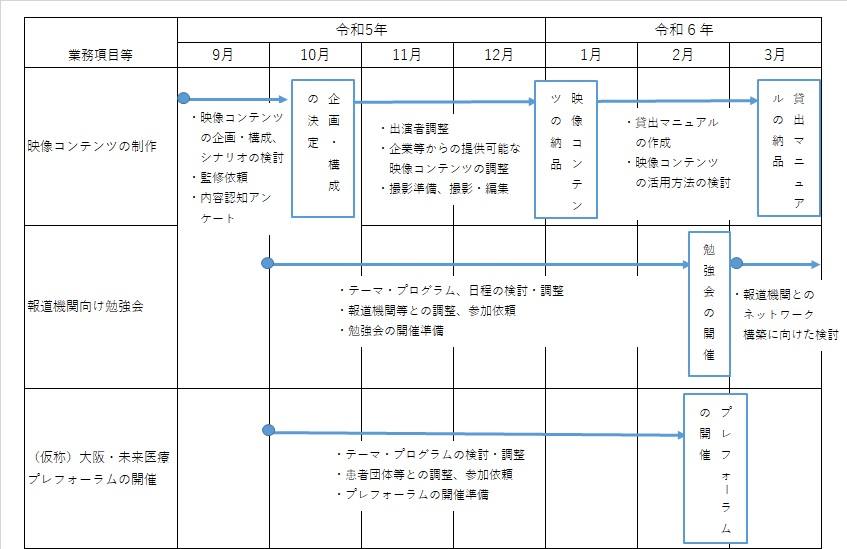 業務項目等
令和5年
令和６年
9月
10月
11月
12月
1月
2月
3月
映像コンテンツの制作
・映像コンテンツ
の企画・構成、
シナリオの検討
・監修依頼
・内容認知アン
ケート
企画・構成
の決定
・出演者調整
・企業等からの提供可能な
映像コンテンツの調整
・撮影準備、撮影・編集
映像コンテン
ツの納品
・貸出マニュアル
の作成
・映像コンテンツ
の活用方法の検討
貸出マニュア
ルの納品
報道機関向け勉強会
・テーマ・プログラム、日程の検討・調整
・報道機関等との調整、参加依頼
・勉強会の開催準備
勉強会の開催
・報道機関との
ネットワーク
構築に向けた検討
（仮称）大阪・未来医療
プレフォーラムの開催
・テーマ・プログラムの検討・調整
・患者団体等との調整、参加依頼
・プレフォーラムの開催準備
プレフォーラム
の開催